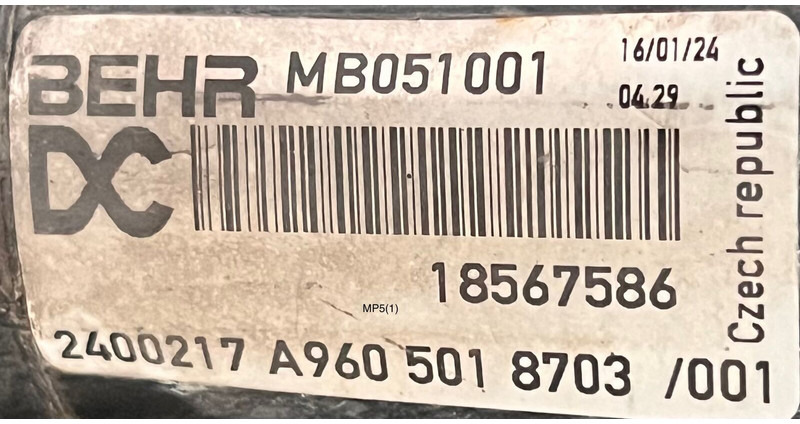 BEHR MB051001 16/01/24
04.29
DC
18567586
MP5(1)
2400217 A960 501 8703 /001
Czech republic